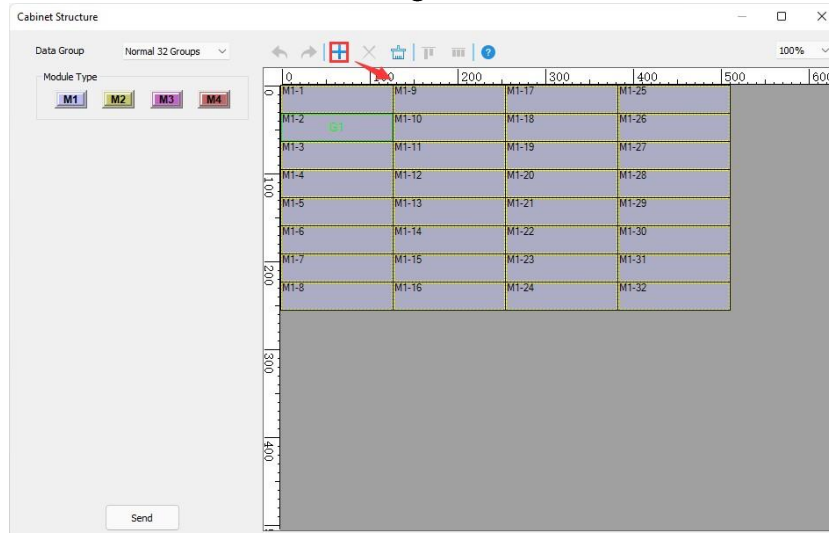 Cabinet Structure
Data Group Normal 32 Groups 100%
Module Type
M1 M2 M3 M4
0 100 200 300 400 500 600
0
100
200
300
400
M1-1 M1-9 M1-17 M1-25
M1-2 G1 M1-10 M1-18 M1-26
M1-3 M1-11 M1-19 M1-27
M1-4 M1-12 M1-20 M1-28
M1-5 M1-13 M1-21 M1-29
M1-6 M1-14 M1-22 M1-30
M1-7 M1-15 M1-23 M1-31
M1-8 M1-16 M1-24 M1-32
Send